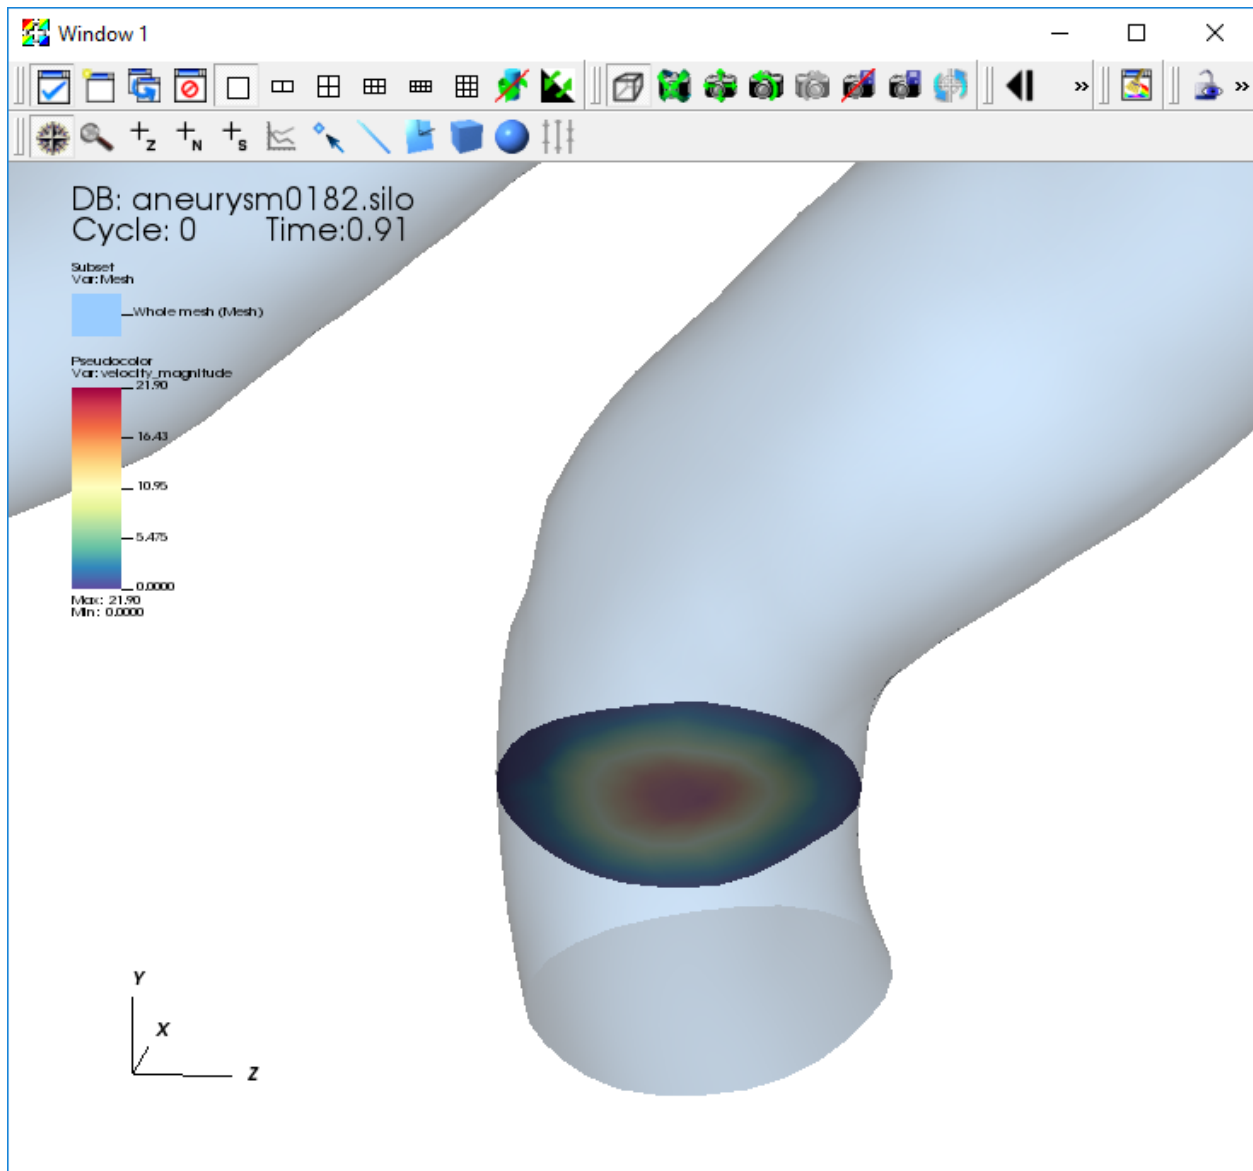 Window 1
»
»
Z
N
S
DB: aneurysm0182.silo
Cycle: 0 Time:0.91
Subset
Var: Mesh
Whole mesh (Mesh)
Pseudocolor
Var: velocity_magnitude
21.90
16.43
10.95
5.475
0.0000
Max: 21.90
Min: 0.0000
Y
X
Z